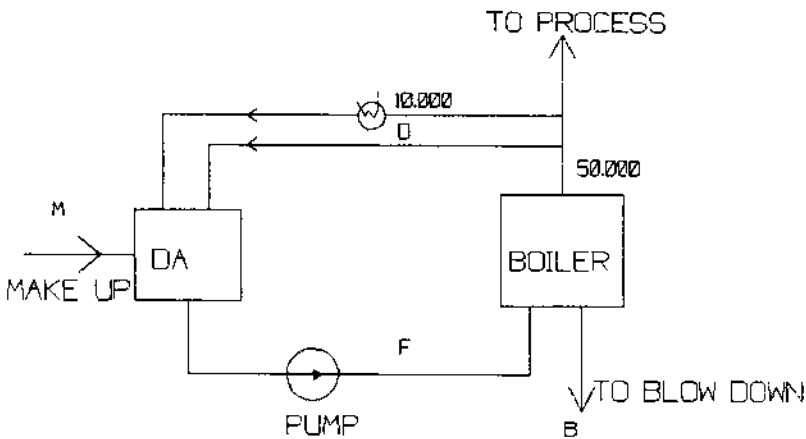 TO PROCESS
10.000
D
50.000
M
DA
BOILER
MAKE UP
F
TO BLOW DOWN
PUMP
B